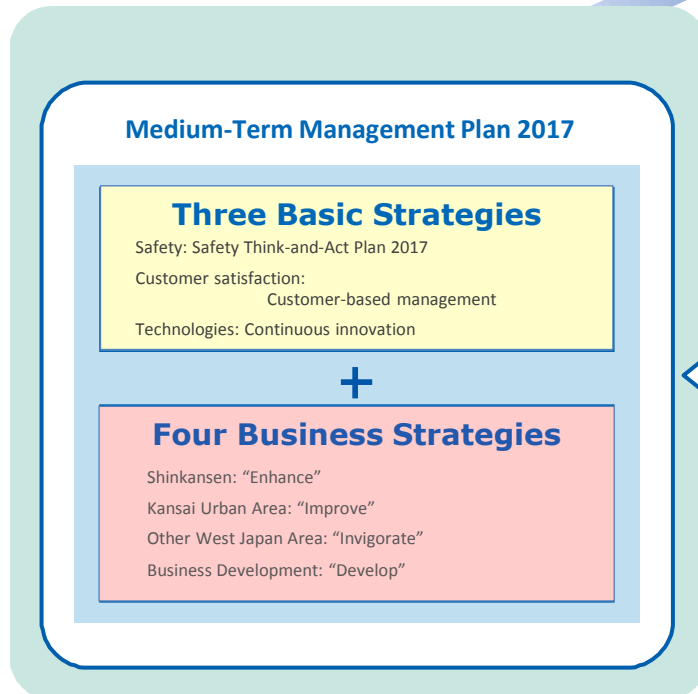 Medium-Term Management Plan 2017
Three Basic Strategies
Safety: Safety Think-and-Act Plan 2017
Customer satisfaction:
Customer-based management
Technologies: Continuous innovation
+
Four Business Strategies
Shinkansen: “Enhance”
Kansai Urban Area: “Improve”
Other West Japan Area: “Invigorate”
Business Development: “Develop”